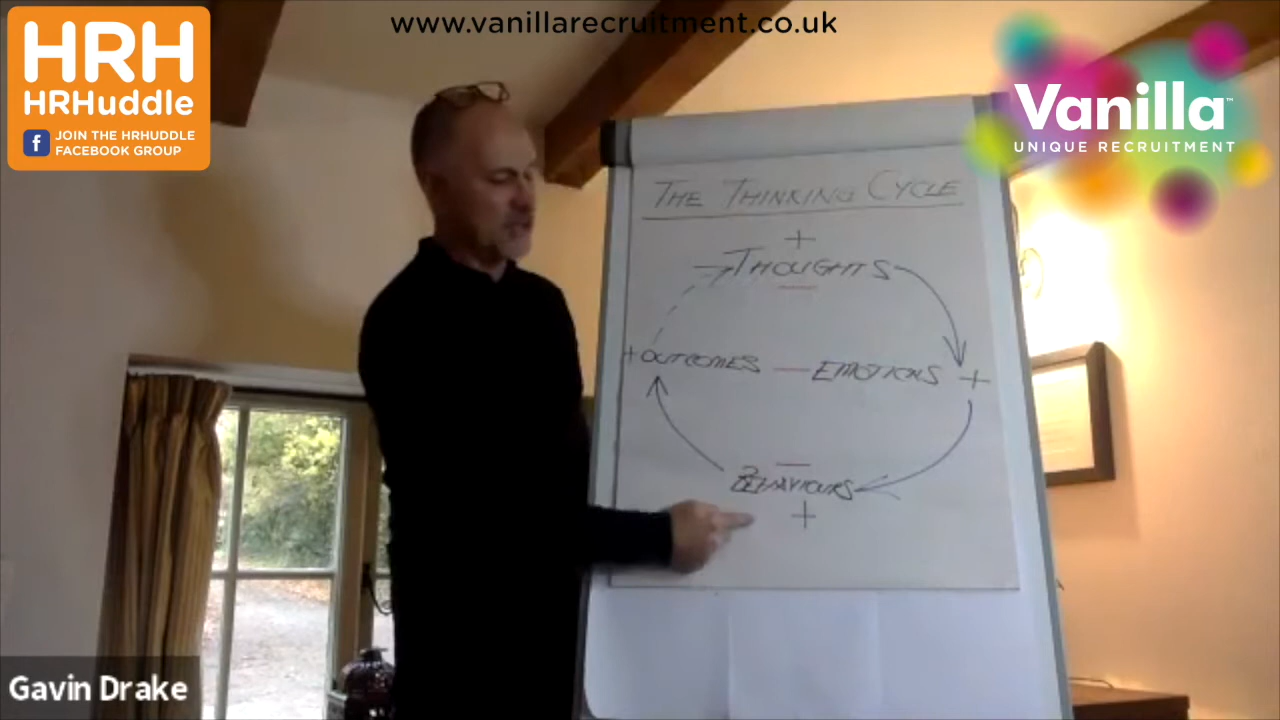 www.vanillarecruitment.co.uk
HRH
HRHuddle
f JOIN THE HRHUDDLE
FACEBOOK GROUP
Vanilla™
UNIQUE RECRUITMENT
THE THINKING CYCLE
+
THOUGHTS
—
+ OUTCOMES — EMOTIONS +
—
BEHAVIOURS
+
Gavin Drake